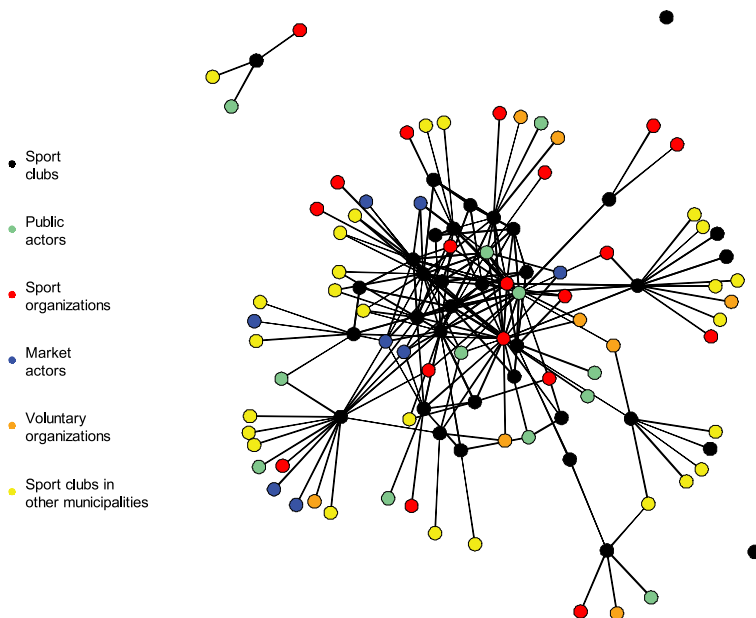 Sport
clubs
Public
actors
Sport
organizations
Market
actors
Voluntary
organizations
Sport clubs in
other municipalities